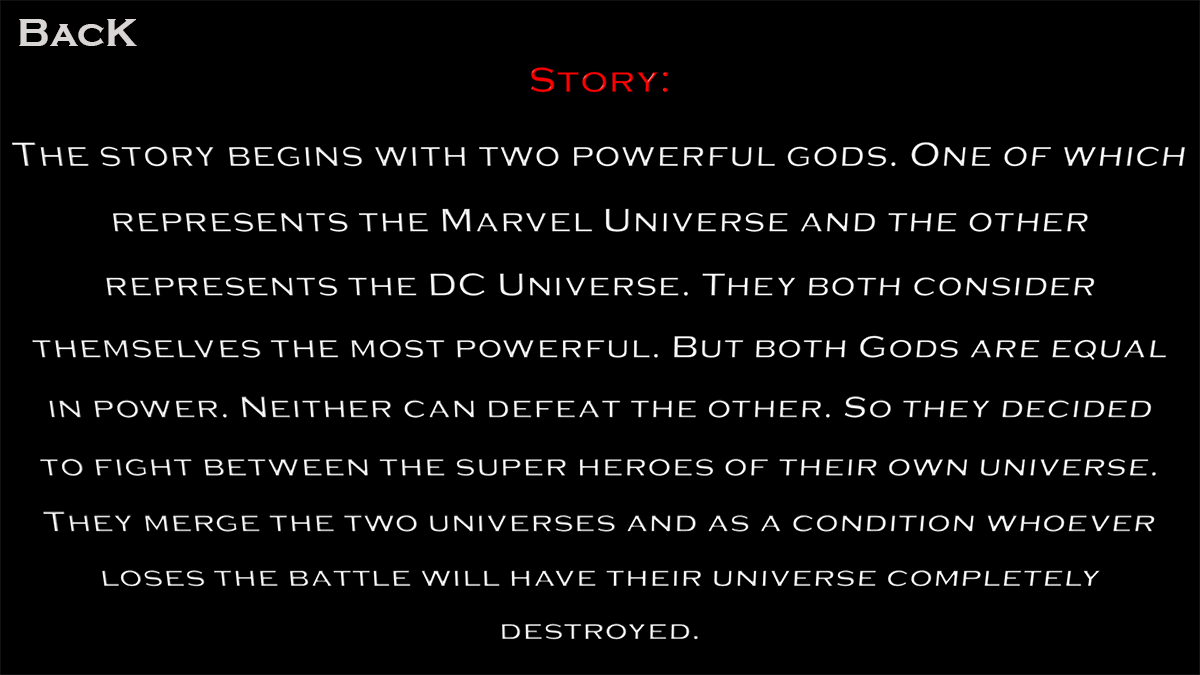 Back
Story:
The story begins with two powerful gods. One of which
represents the Marvel Universe and the other
represents the DC Universe. They both consider
themselves the most powerful. But both Gods are equal
in power. Neither can defeat the other. So they decided
to fight between the super heroes of their own universe.
They merge the two universes and as a condition whoever
loses the battle will have their universe completely
destroyed.